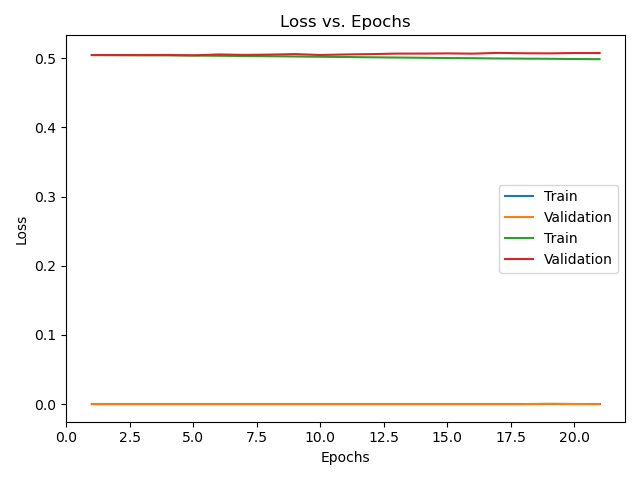 Loss vs. Epochs
0.5
0.4
0.3
0.2
0.1
0.0
Loss
Train
Validation
Train
Validation
0.0 2.5 5.0 7.5 10.0 12.5 15.0 17.5 20.0
Epochs